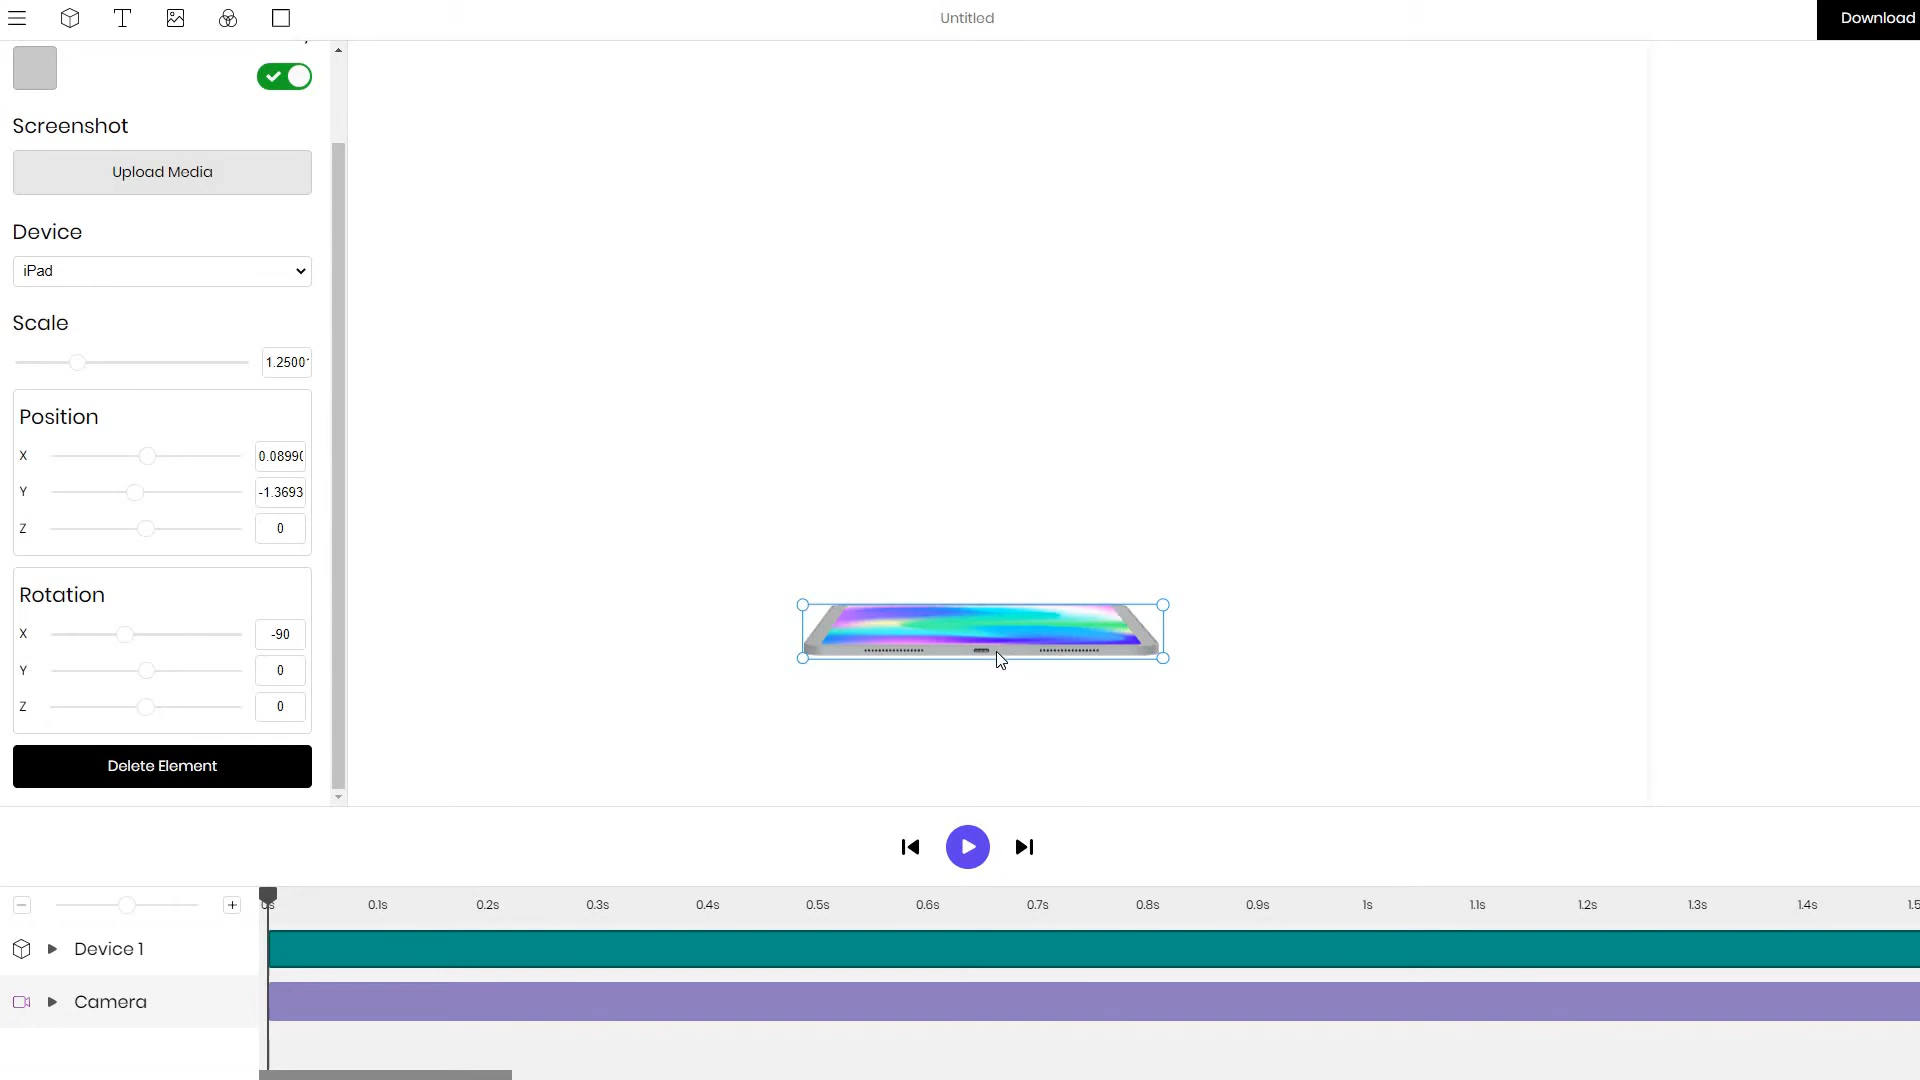 Untitled
Download
Screenshot
Upload Media
Device
iPad
Scale
1.2500
Position
X
0.0899
Y
-1.3693
Z
0
Rotation
X
-90
Y
0
Z
0
Delete Element
0.1s 0.2s 0.3s 0.4s 0.5s 0.6s 0.7s 0.8s 0.9s 1s 1.1s 1.2s 1.3s 1.4s
Device 1
Camera